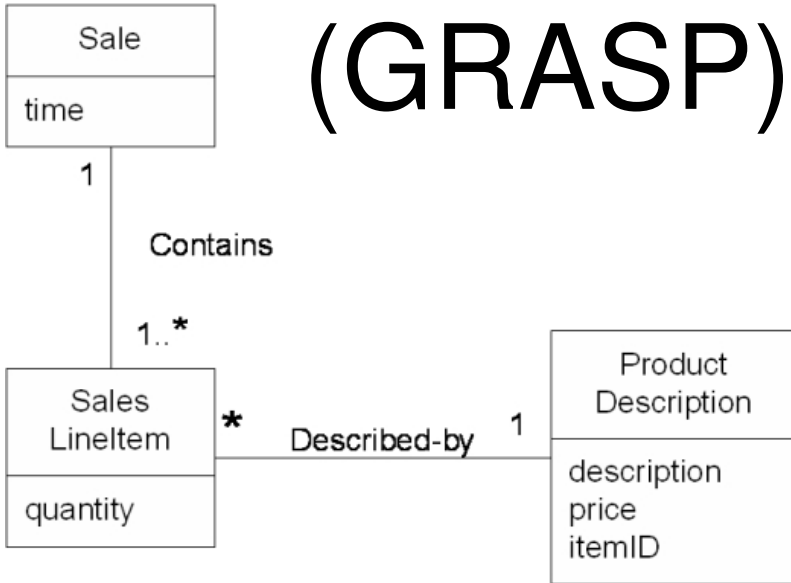 Sale
(GRASP)
time
1
Contains
1..*
Sales
LineItem
*
Described-by
1
Product
Description
quantity
description
price
itemID